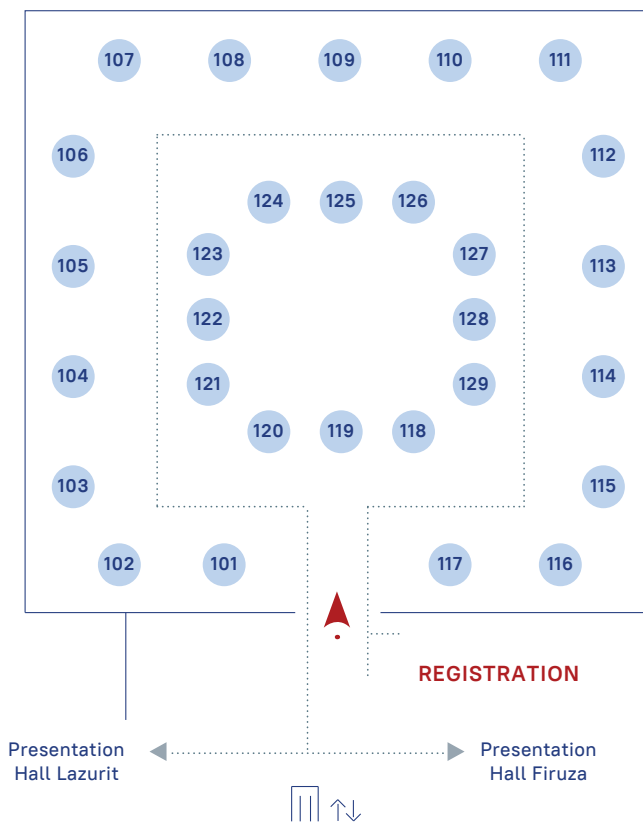 107 108 109 110 111
106 112
124 125 126
123 127
105 113
122 128
104 114
121 129
120 119 118
103 115
102 101 117 116
REGISTRATION
Presentation
Hall Lazurit
Presentation
Hall Firuza